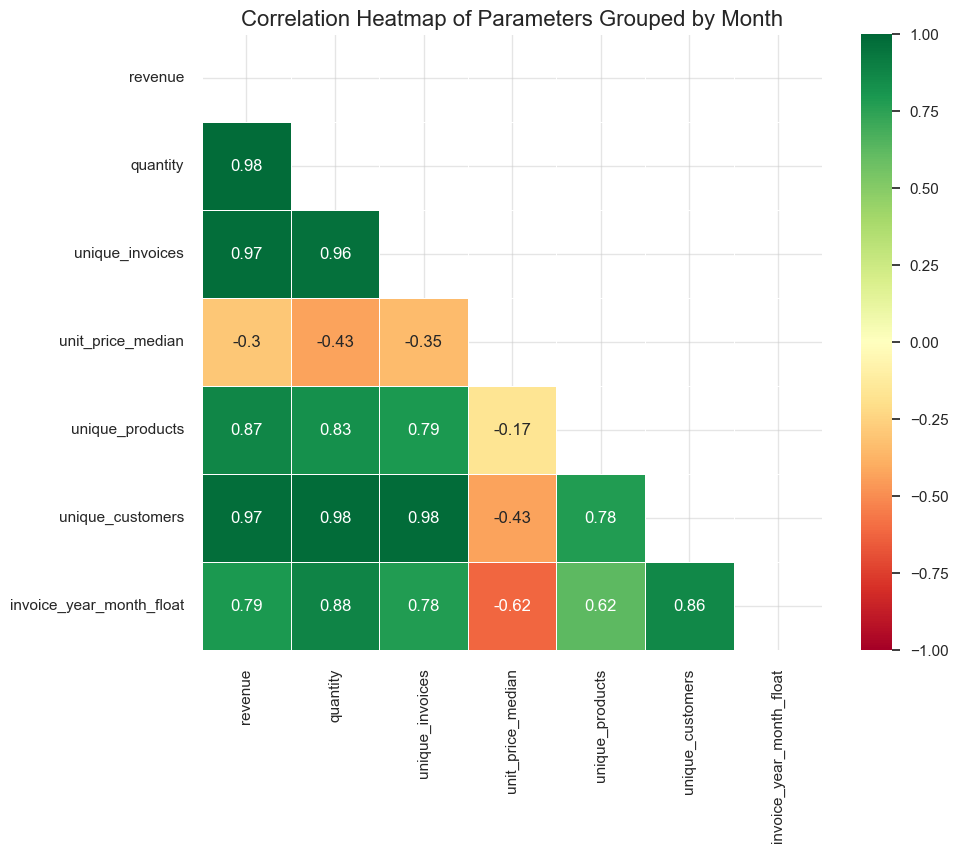 Correlation Heatmap of Parameters Grouped by Month
revenue
quantity 0.98
unique_invoices 0.97 0.96
unit_price_median -0.3 -0.43 -0.35
unique_products 0.87 0.83 0.79 -0.17
unique_customers 0.97 0.98 0.98 -0.43 0.78
invoice_year_month_float 0.79 0.88 0.78 -0.62 0.62 0.86
revenue
quantity
unique_invoices
unit_price_median
unique_products
unique_customers
invoice_year_month_float
1.00
0.75
0.50
0.25
0.00
−0.25
−0.50
−0.75
−1.00